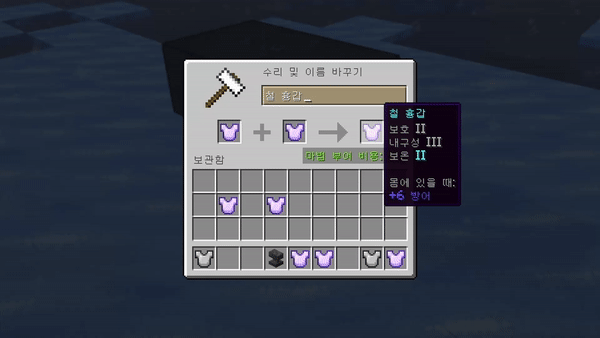 수리 및 이름 바꾸기
철 흉갑_
철 흉갑
보호 II
내구성 III
보온 II
마법 부여 비용:
보관함
몸에 있을 때:
+6 방어